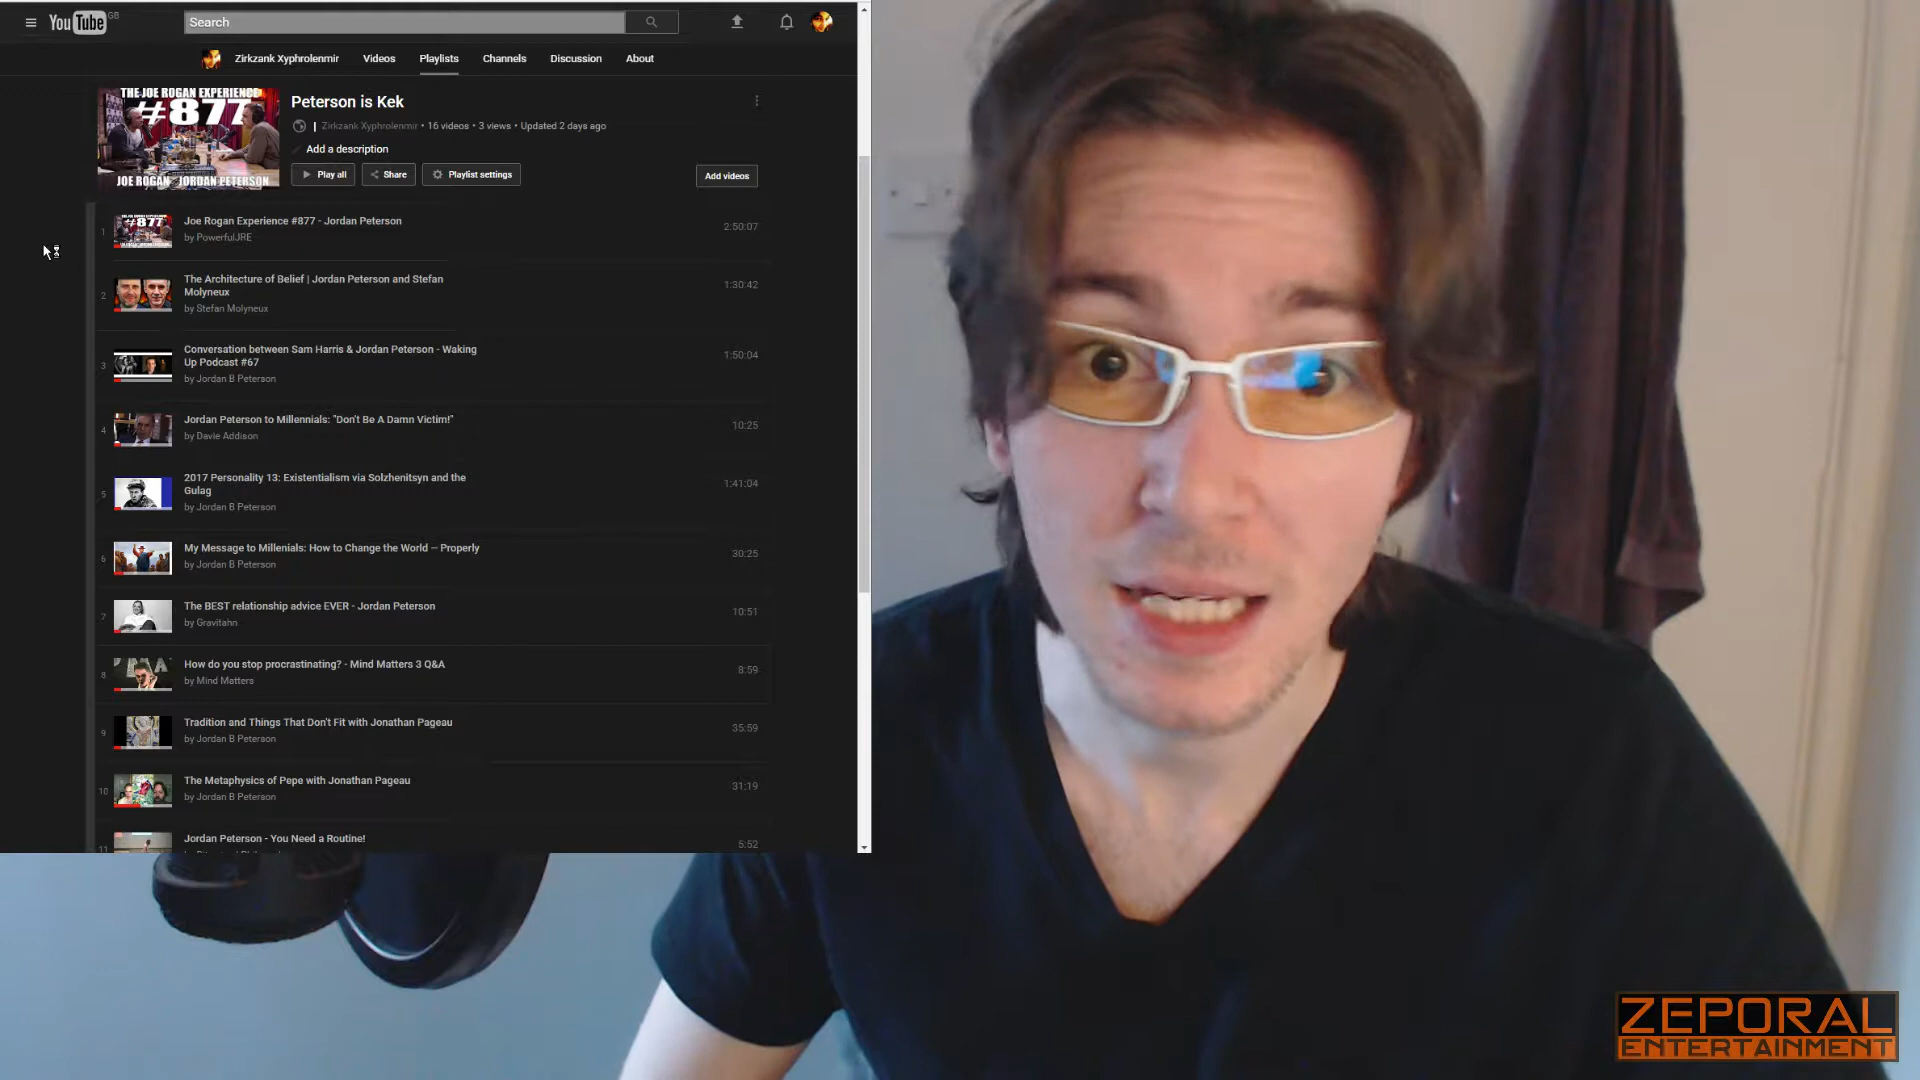 YouTube GB
Search
Zirkzank Xyphrolenmir Videos Playlists Channels Discussion About
THE JOE ROGAN EXPERIENCE
#877
JOE ROGAN JORDAN PETERSON
Peterson is Kek
Zirkzank Xyphrolenmir • 16 videos • 3 views • Updated 2 days ago
Add a description
Play all Share Playlist settings Add videos
1 Joe Rogan Experience #877 - Jordan Peterson 2:50:07
by PowerfulJRE
2 The Architecture of Belief | Jordan Peterson and Stefan
Molyneux 1:30:42
by Stefan Molyneux
3 Conversation between Sam Harris & Jordan Peterson - Waking
Up Podcast #67 1:50:04
by Jordan B Peterson
4 Jordan Peterson to Millennials: "Don't Be A Damn Victim!" 10:25
by Davie Addison
5 2017 Personality 13: Existentialism via Solzhenitsyn and the
Gulag 1:41:04
by Jordan B Peterson
6 My Message to Millenials: How to Change the World – Properly 30:25
by Jordan B Peterson
7 The BEST relationship advice EVER - Jordan Peterson 10:51
by Gravitahn
8 How do you stop procrastinating? - Mind Matters 3 Q&A 8:59
by Mind Matters
9 Tradition and Things That Don't Fit with Jonathan Pageau 35:59
by Jordan B Peterson
10 The Metaphysics of Pepe with Jonathan Pageau 31:19
by Jordan B Peterson
11 Jordan Peterson - You Need a Routine! 5:52
ZEPORAL
ENTERTAINMENT